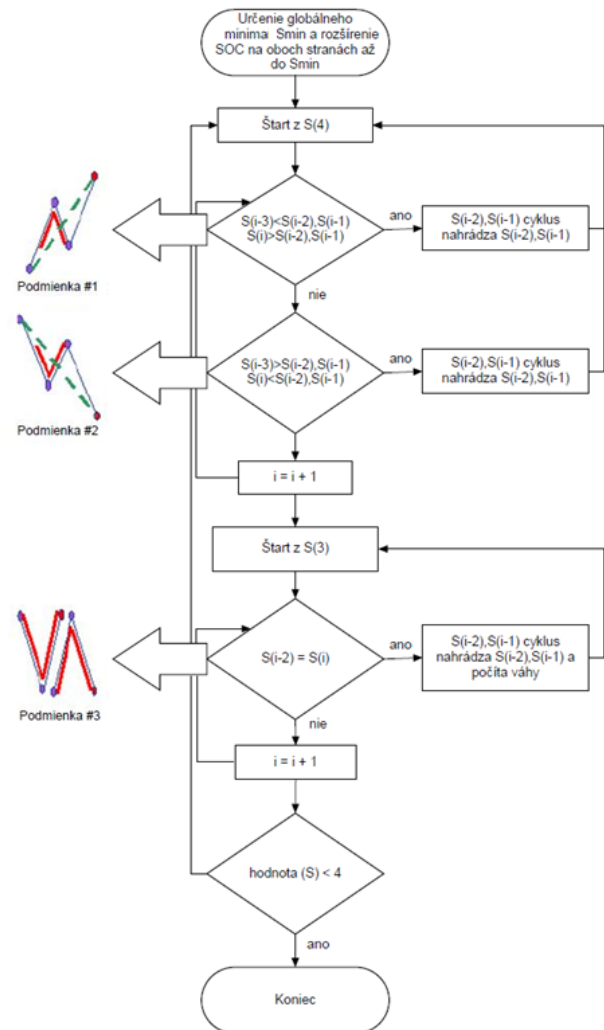 Určenie globálneho
minima Smin a rozšírenie
SOC na oboch stranách až
do Smin
Štart z S(4)
S(i-3)<S(i-2),S(i-1)
S(i)>S(i-2),S(i-1)
ano
S(i-2),S(i-1) cyklus
nahrádza S(i-2),S(i-1)
Podmienka #1
nie
S(i-3)>S(i-2),S(i-1)
S(i)<S(i-2),S(i-1)
ano
S(i-2),S(i-1) cyklus
nahrádza S(i-2),S(i-1)
Podmienka #2
i = i + 1
Štart z S(3)
S(i-2) = S(i)
ano
S(i-2),S(i-1) cyklus
nahrádza S(i-2),S(i-1) a
počíta váhy
Podmienka #3
nie
i = i + 1
hodnota (S) < 4
ano
Koniec